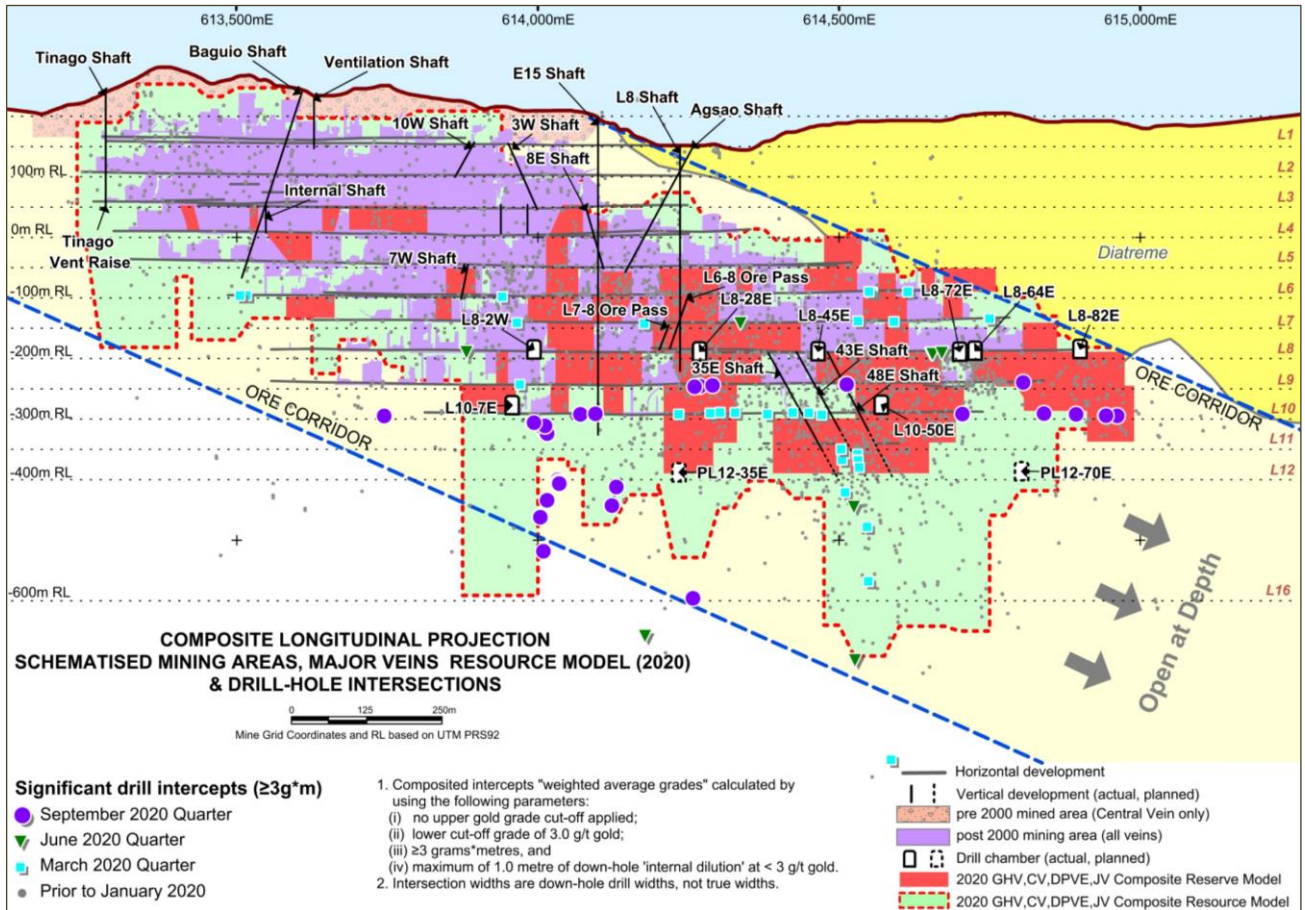 613,500mE
614,000mE
614,500mE
615,000mE
Tinago Shaft
Baguio Shaft
Ventilation Shaft
E15 Shaft
L8 Shaft
Agsao Shaft
10W Shaft
3W Shaft
8E Shaft
Internal Shaft
Tinago
Vent Raise
7W Shaft
L6-8 Ore Pass
L7-8 Ore Pass
L8-2W
L8-28E
L8-45E
L8-72E
L8-64E
L8-82E
43E Shaft
35E Shaft
48E Shaft
L10-7E
L10-50E
PL12-35E
PL12-70E
100m RL
0m RL
-100m RL
-200m RL
-300m RL
-400m RL
-600m RL
L1
L2
L3
L4
L5
L6
L7
L8
L9
L10
L11
L12
L16
Diatreme
ORE CORRIDOR
ORE CORRIDOR
Open at Depth
COMPOSITE LONGITUDINAL PROJECTION
SCHEMATISED MINING AREAS, MAJOR VEINS RESOURCE MODEL (2020)
& DRILL-HOLE INTERSECTIONS
0 125 250m
Mine Grid Coordinates and RL based on UTM PRS92
Significant drill intercepts (≥3g*m)
September 2020 Quarter
June 2020 Quarter
March 2020 Quarter
Prior to January 2020
1. Composited intercepts "weighted average grades" calculated by
using the following parameters:
(i) no upper gold grade cut-off applied;
(ii) lower cut-off grade of 3.0 g/t gold;
(iii) ≥3 grams*metres, and
(iv) maximum of 1.0 metre of down-hole 'internal dilution' at < 3 g/t gold.
2. Intersection widths are down-hole drill widths, not true widths.
Horizontal development
Vertical development (actual, planned)
pre 2000 mined area (Central Vein only)
post 2000 mining area (all veins)
Drill chamber (actual, planned)
2020 GHV,CV,DPVE,JV Composite Reserve Model
2020 GHV,CV,DPVE,JV Composite Resource Model